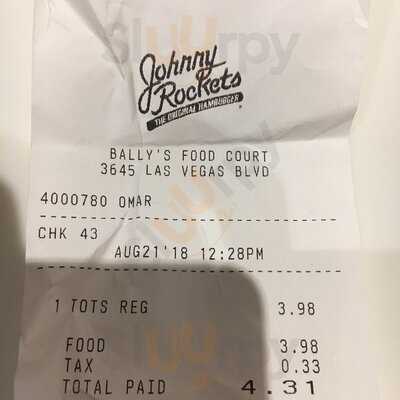 Sluurpy
Johnny
Rockets
THE ORIGINAL HAMBURGER
BALLY'S FOOD COURT
3645 LAS VEGAS BLVD
4000780 OMAR
CHK 43
AUG21'18 12:28PM
1 TOTS REG 3.98
FOOD 3.98
TAX 0.33
TOTAL PAID 4.31